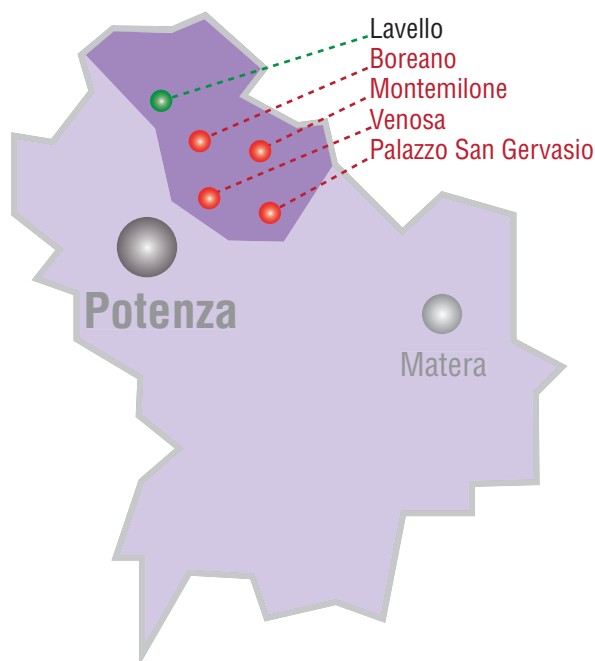 Lavello
Boreano
Montemilone
Venosa
Palazzo San Gervasio
Potenza
Matera